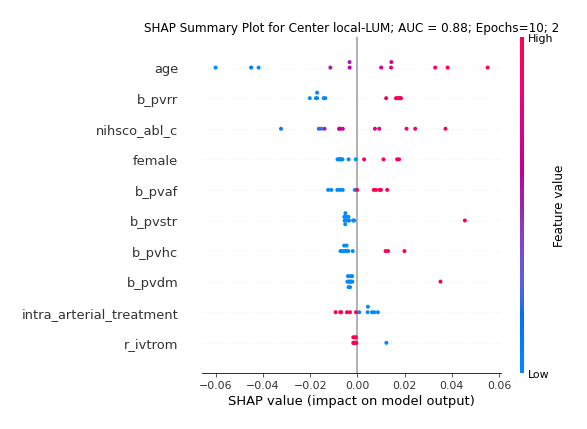 SHAP Summary Plot for Center local-LUM; AUC = 0.88; Epochs=10; 2
High
age
b_pvrr
nihsco_abl_c
female
b_pvaf
b_pvstr
b_pvhc
b_pvdm
intra_arterial_treatment
r_ivtrom
Feature value
Low
−0.06 −0.04 −0.02 0.00 0.02 0.04 0.06
SHAP value (impact on model output)